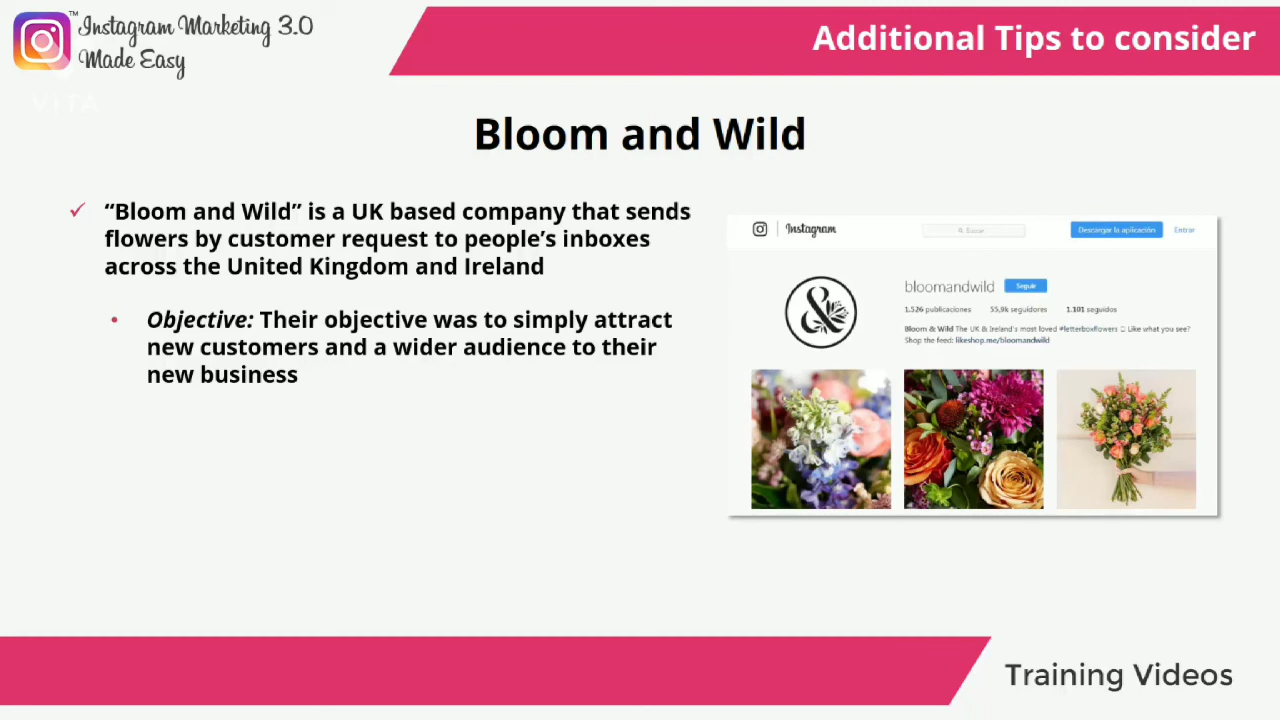 Instagram Marketing 3.0
Made Easy
™
Additional Tips to consider
VITA
Bloom and Wild
“Bloom and Wild” is a UK based company that sends
flowers by customer request to people’s inboxes
across the United Kingdom and Ireland
Objective: Their objective was to simply attract
new customers and a wider audience to their
new business
Instagram
Buscar
Descargar la aplicación
Entrar
bloomandwild
Seguir
1.526 publicaciones 55,9k seguidores 1.101 seguidos
Bloom & Wild The UK & Ireland's most loved #letterboxflowers Like what you see?
Shop the feed: likeshop.me/bloomandwild
&
Training Videos